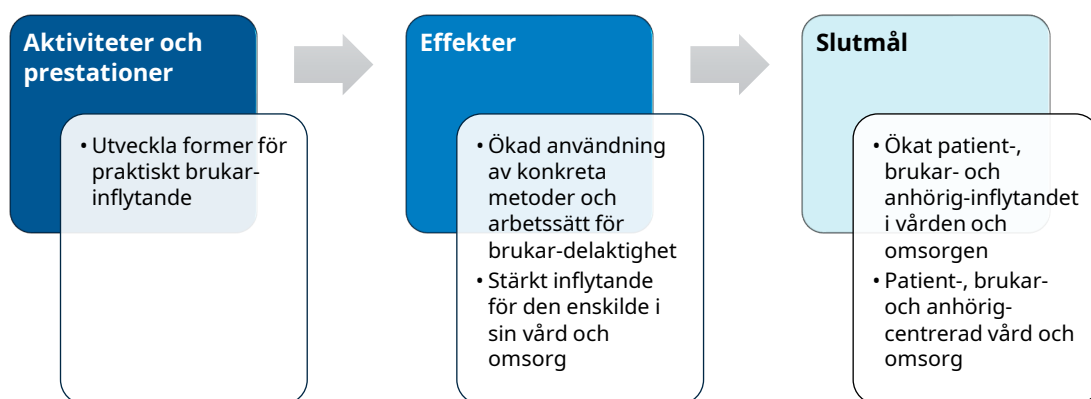 Aktiviteter och
prestationer
• Utveckla former för
praktiskt brukar-
inflytande
Effekter
• Ökad användning
av konkreta
metoder och
arbetssätt för
brukar-delaktighet
• Stärkt inflytande
för den enskilde i
sin vård och
omsorg
Slutmål
• Ökat patient-,
brukar- och
anhörig-inflytandet
i vården och
omsorgen
• Patient-, brukar-
och anhörig-
centrerad vård och
omsorg